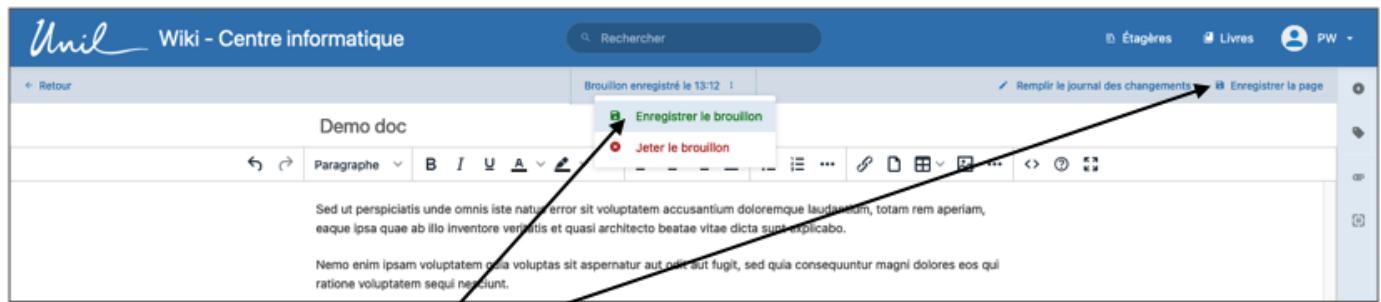 Unil Wiki - Centre informatique Rechercher Étagères Livres PW
Retour Brouillon enregistré le 13:12 Remplir le journal des changements Enregistrer la page
Enregistrer le brouillon
Demo doc
Jeter le brouillon
Paragraphe B I U A
Sed ut perspiciatis unde omnis iste natus error sit voluptatem accusantium doloremque laudantium, totam rem aperiam,
eaque ipsa quae ab illo inventore veritatis et quasi architecto beatae vitae dicta sunt explicabo.
Nemo enim ipsam voluptatem quia voluptas sit aspernatur aut odit aut fugit, sed quia consequuntur magni dolores eos qui
ratione voluptatem sequi nesciunt.